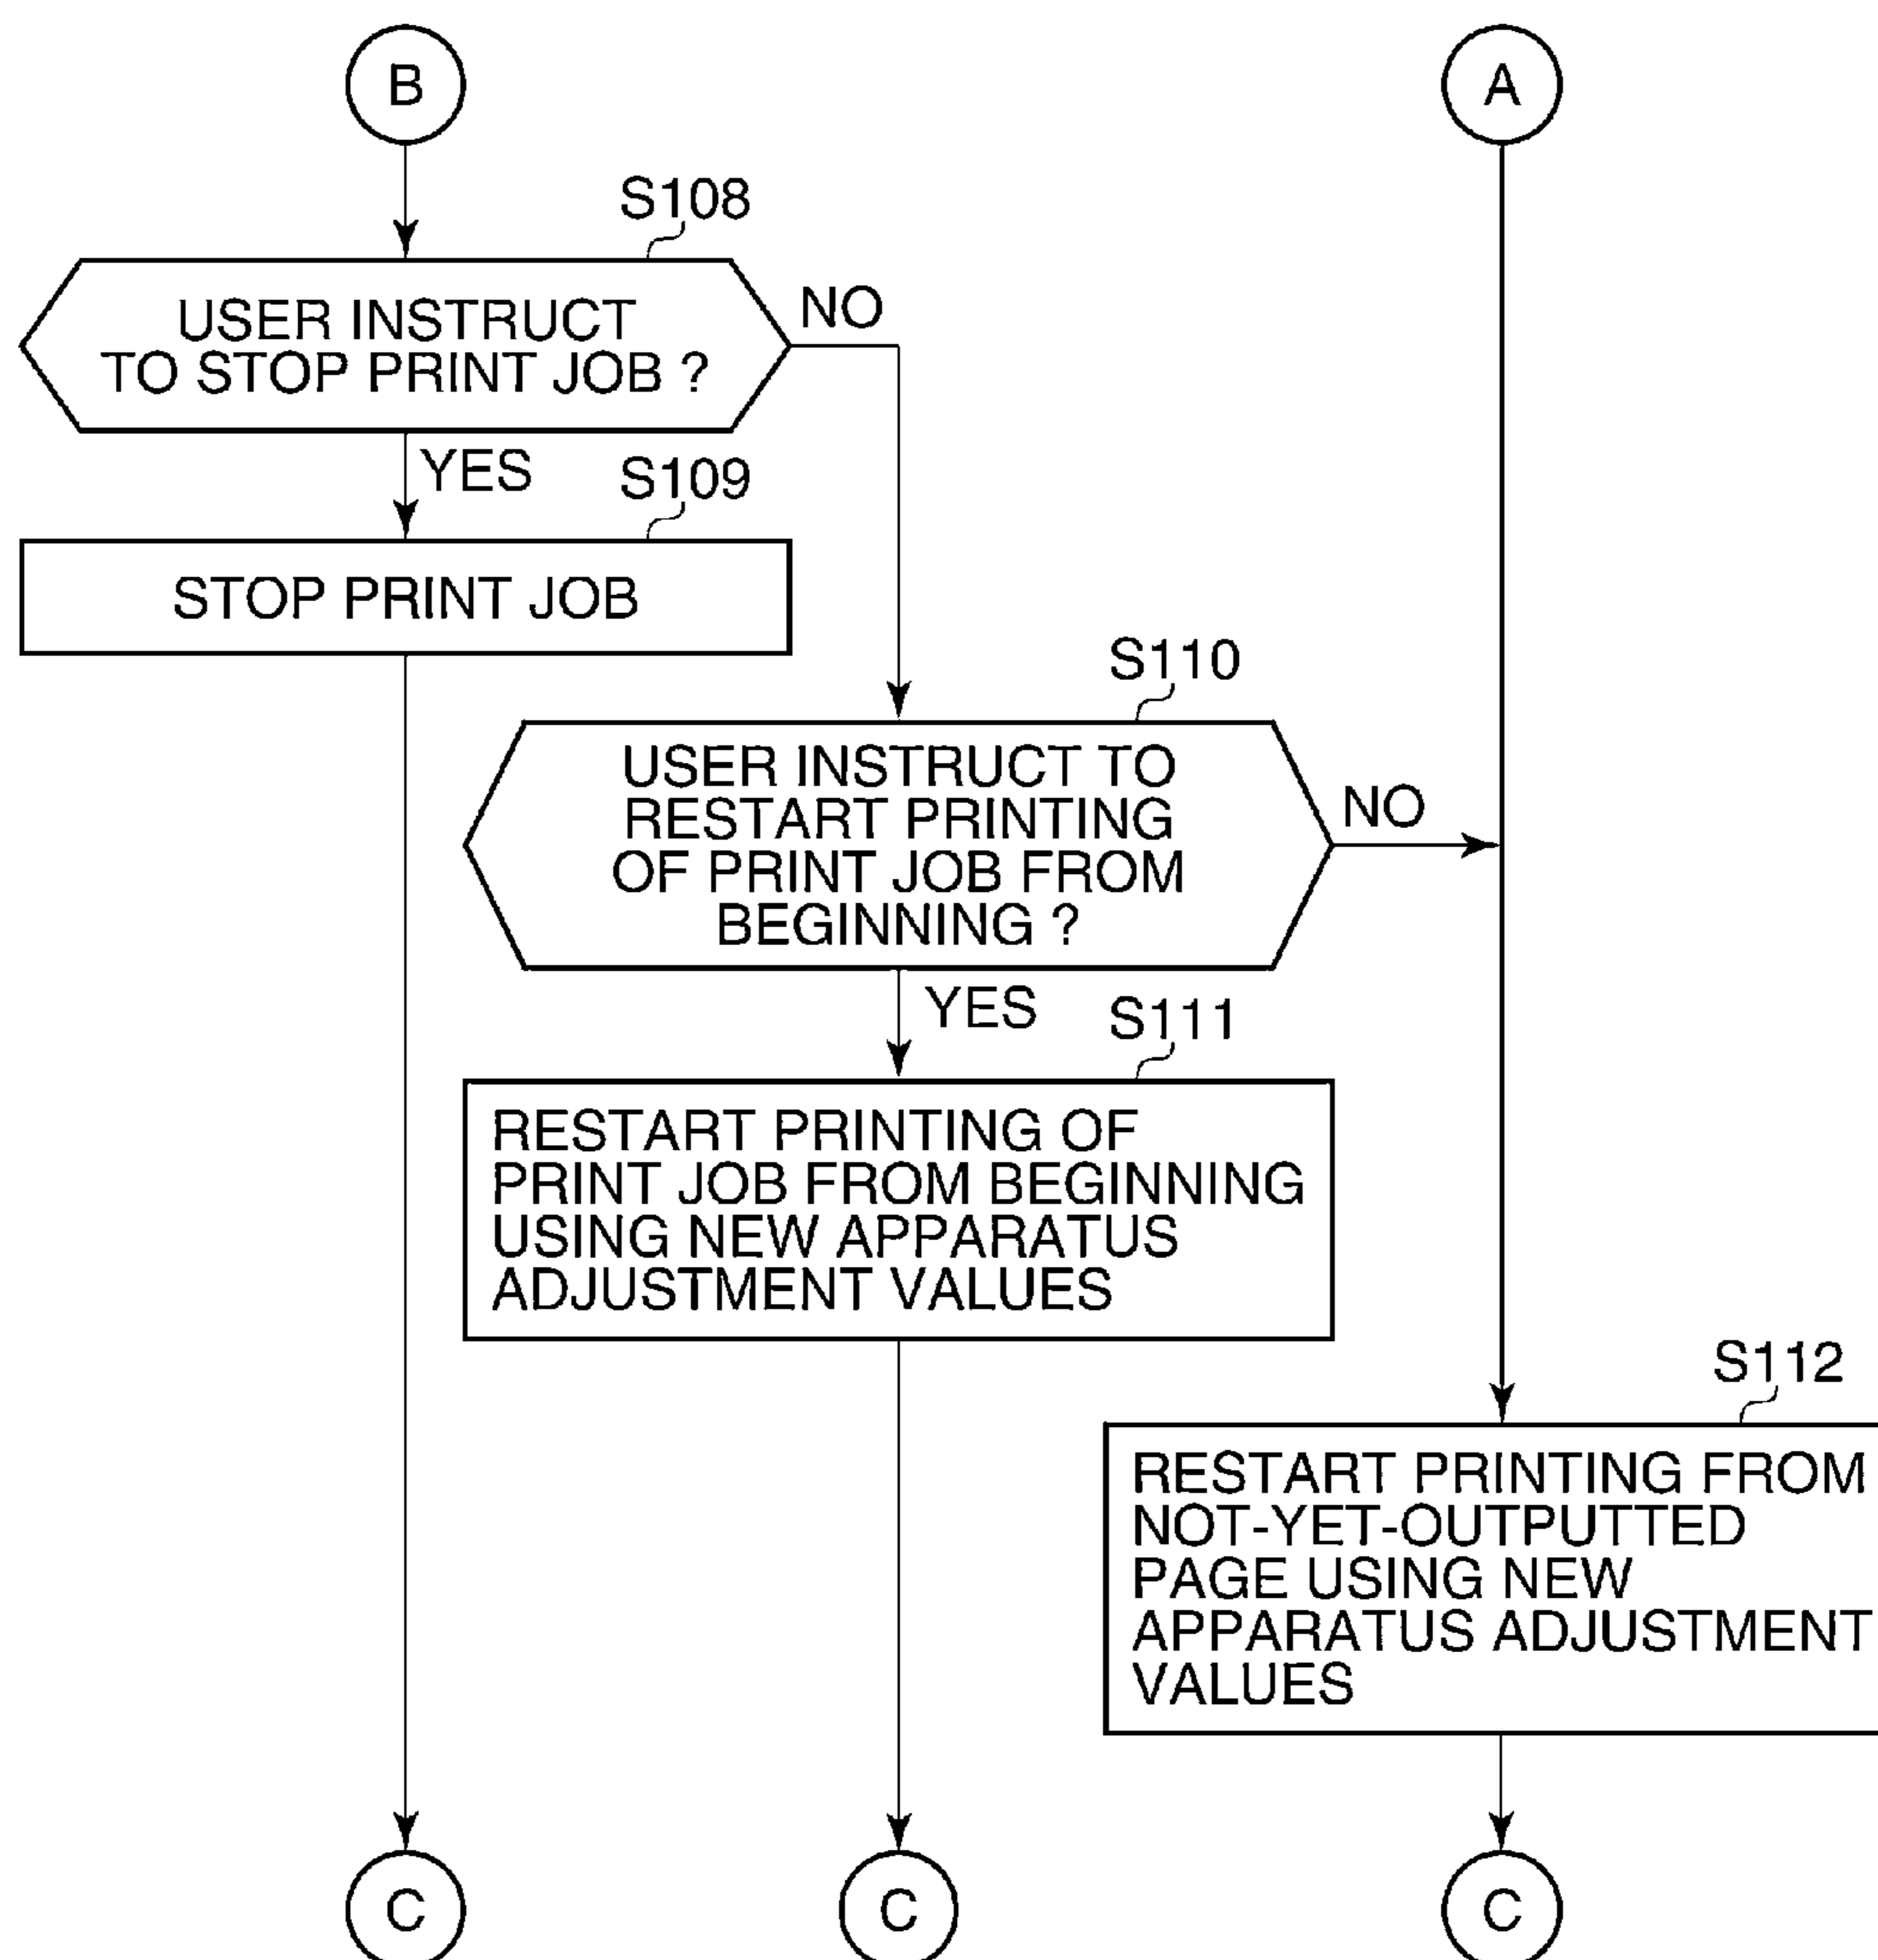 B
A
S108
USER INSTRUCT
TO STOP PRINT JOB ?
NO
YES
S109
STOP PRINT JOB
S110
USER INSTRUCT TO
RESTART PRINTING
OF PRINT JOB FROM
BEGINNING ?
NO
YES
S111
RESTART PRINTING OF
PRINT JOB FROM BEGINNING
USING NEW APPARATUS
ADJUSTMENT VALUES
S112
RESTART PRINTING FROM
NOT-YET-OUTPUTTED
PAGE USING NEW
APPARATUS ADJUSTMENT
VALUES
C
C
C